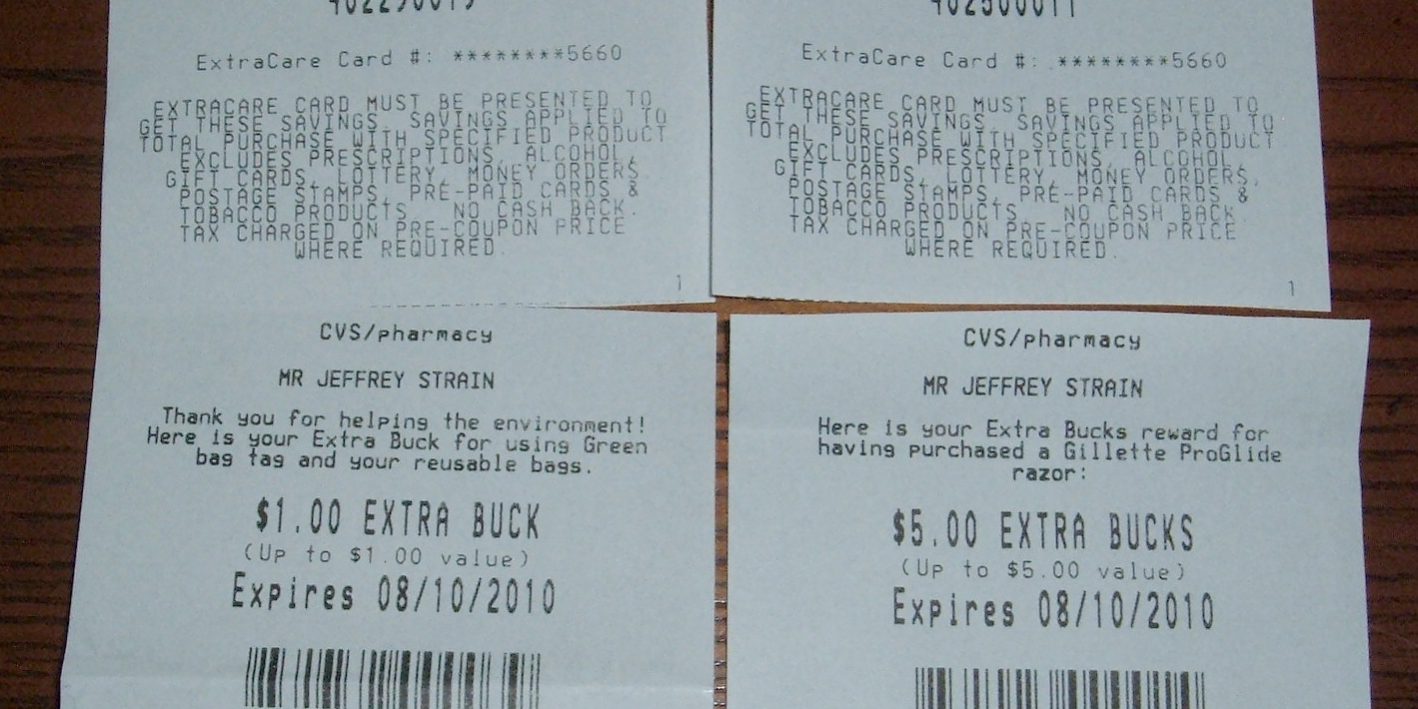 ExtraCare Card #: ********5660
EXTRACARE CARD MUST BE PRESENTED TO
GET THESE SAVINGS. SAVINGS APPLIED TO
TOTAL PURCHASE WITH SPECIFIED PRODUCT
EXCLUDES PRESCRIPTIONS, ALCOHOL,
GIFT CARDS, LOTTERY, MONEY ORDERS,
POSTAGE STAMPS, PRE-PAID CARDS &
TOBACCO PRODUCTS. NO CASH BACK.
TAX CHARGED ON PRE-COUPON PRICE
WHERE REQUIRED.
1
ExtraCare Card #: ********5660
EXTRACARE CARD MUST BE PRESENTED TO
GET THESE SAVINGS. SAVINGS APPLIED TO
TOTAL PURCHASE WITH SPECIFIED PRODUCT
EXCLUDES PRESCRIPTIONS, ALCOHOL,
GIFT CARDS, LOTTERY, MONEY ORDERS,
POSTAGE STAMPS, PRE-PAID CARDS &
TOBACCO PRODUCTS. NO CASH BACK.
TAX CHARGED ON PRE-COUPON PRICE
WHERE REQUIRED.
1
CVS/pharmacy
MR JEFFREY STRAIN
Thank you for helping the environment!
Here is your Extra Buck for using Green
bag tag and your reusable bags.
$1.00 EXTRA BUCK
(Up to $1.00 value)
Expires 08/10/2010
CVS/pharmacy
MR JEFFREY STRAIN
Here is your Extra Bucks reward for
having purchased a Gillette ProGlide
razor:
$5.00 EXTRA BUCKS
(Up to $5.00 value)
Expires 08/10/2010